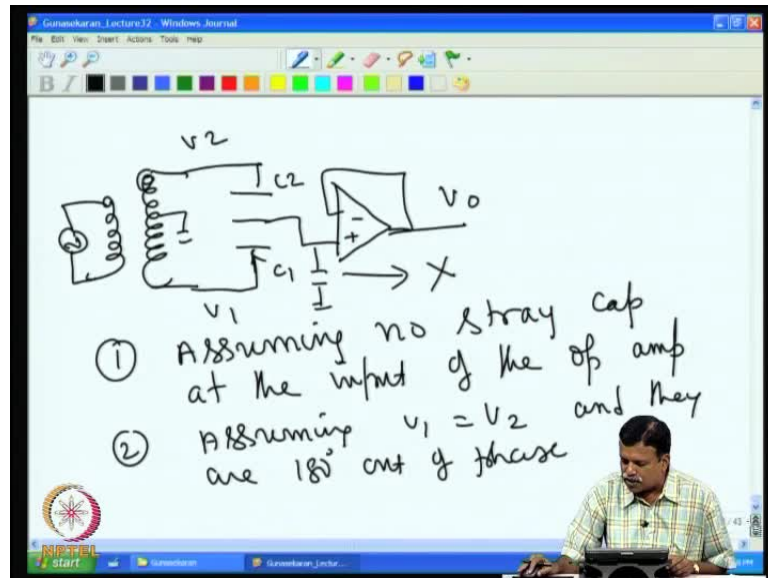 Gunasekaran_Lecture32 - Windows Journal
File Edit View Insert Actions Tools Help
B I
V2
C2
V0
-
+
C1
X
V1
① Assuming no stray cap
at the input of the op amp
② Assuming V1 = V2 and they
are 180° out of phase
NPTEL
start
Gunasekaran
Gunasekaran_Lectur...